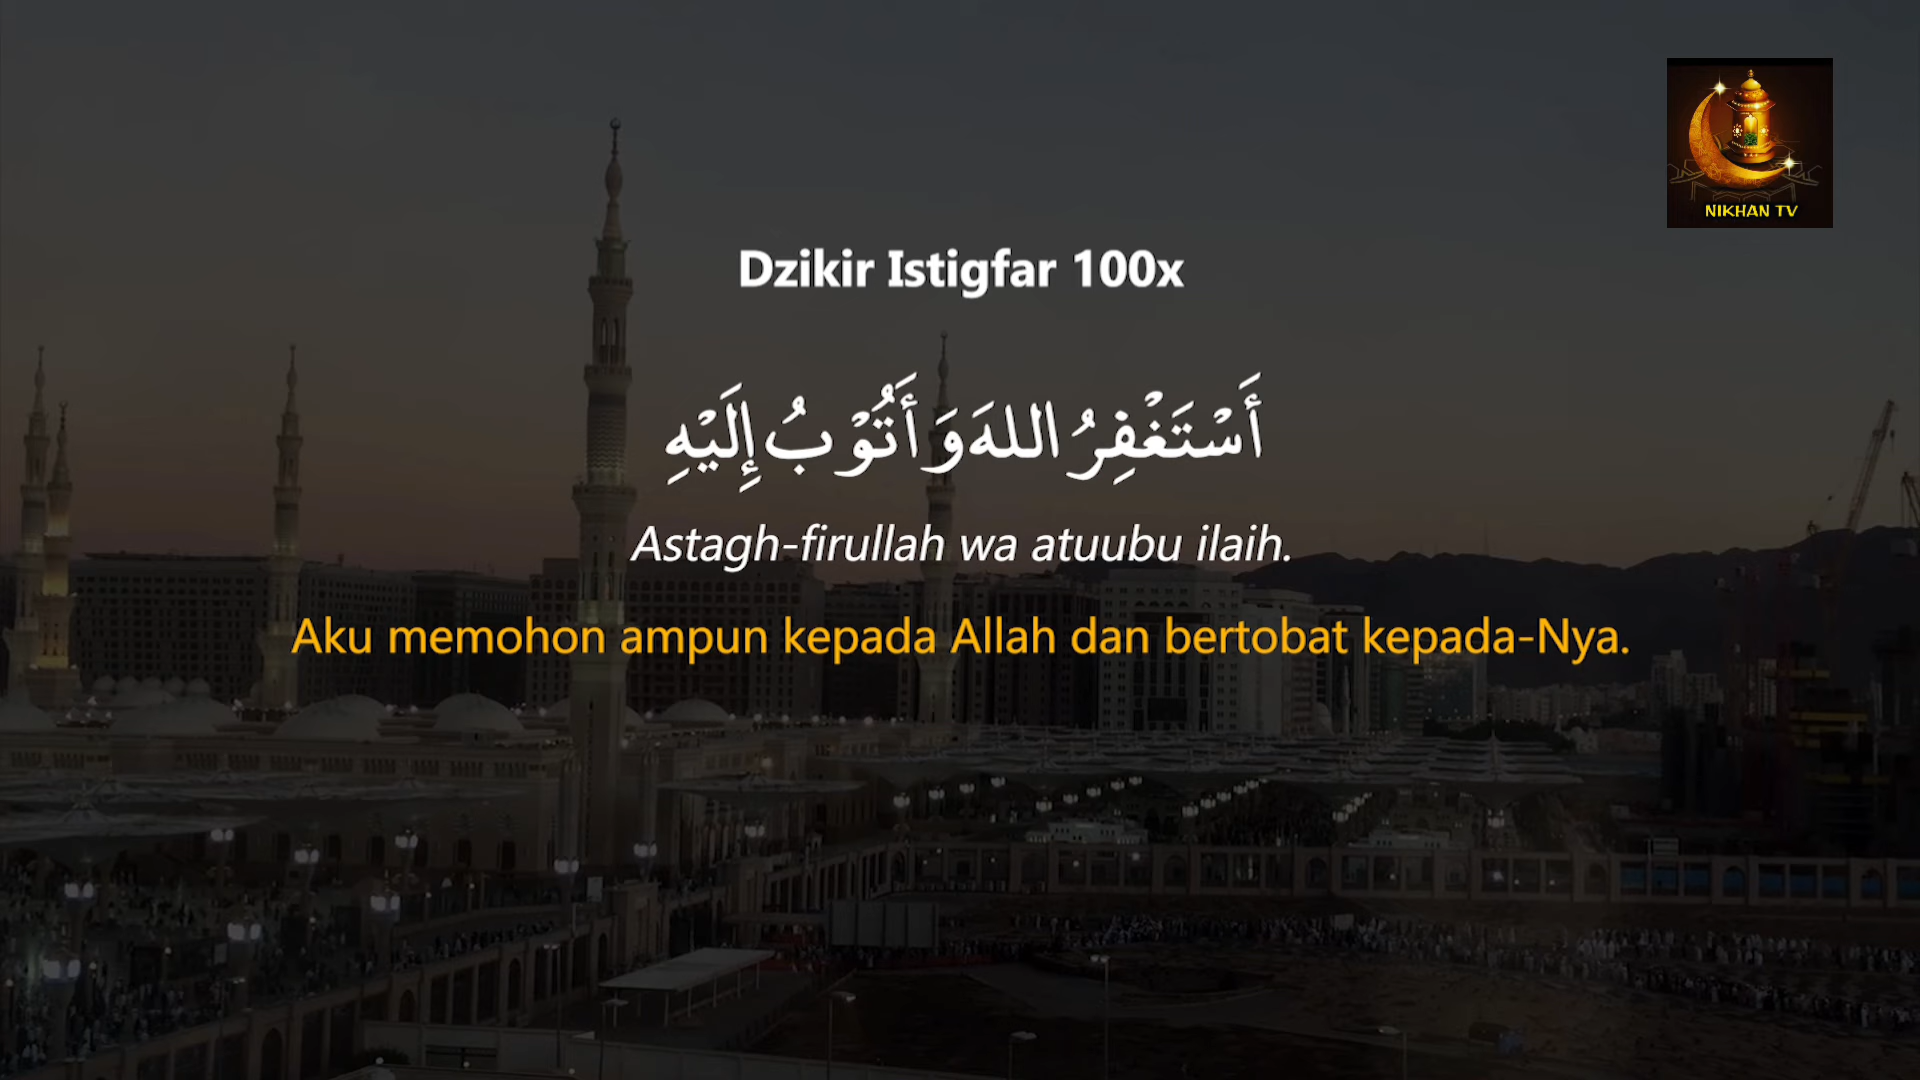 NIKHAN TV
Dzikir Istigfar 100x
أَسْتَغْفِرُ اللهَ وَأَتُوْبُ إِلَيْهِ
Astagh-firullah wa atuubu ilaih.
Aku memohon ampun kepada Allah dan bertobat kepada-Nya.